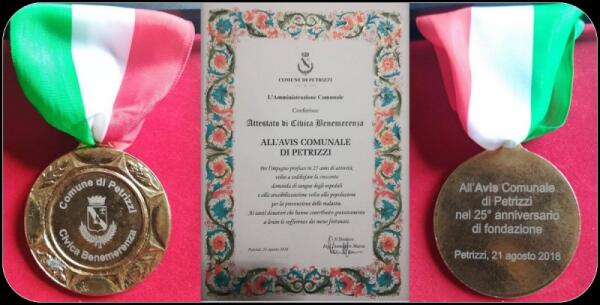 Comune di Petrizzi
Civica Benemerenza
COMUNE DI PETRIZZI
L'Amministrazione Comunale
Conferisce
Attestato di Civica Benemerenza
ALL'AVIS COMUNALE
DI PETRIZZI
Per l'impegno profuso in 25 anni di attività,
volto a soddisfare la crescente
domanda di sangue degli ospedali
e alla sensibilizzazione volta alla popolazione
per la prevenzione delle malattie.
Ai tanti donatori che hanno contribuito gratuitamente
a lenire la sofferenza dei meno fortunati.
Petrizzi, 21 agosto 2018
Il Sindaco
All'Avis Comunale
di Petrizzi
nel 25° anniversario
di fondazione
Petrizzi, 21 agosto 2018